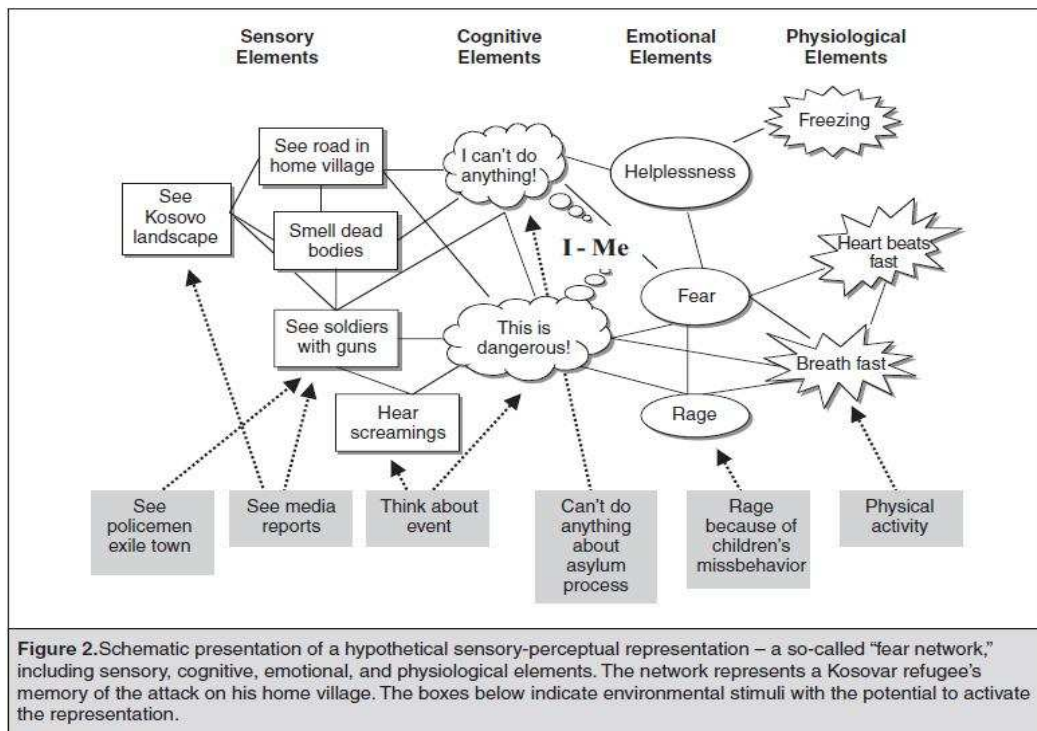 Sensory
Elements
Cognitive
Elements
Emotional
Elements
Physiological
Elements
See road in
home village
I can't do
anything!
Helplessness
Freezing
See
Kosovo
landscape
Smell dead
bodies
I - Me
Heart beats
fast
See soldiers
with guns
This is
dangerous!
Fear
Breath fast
Hear
screamings
Rage
See
policemen
exile town
See media
reports
Think about
event
Can't do
anything
about
asylum
process
Rage
because of
children's
missbehavior
Physical
activity
Figure 2.Schematic presentation of a hypothetical sensory-perceptual representation – a so-called “fear network,”
including sensory, cognitive, emotional, and physiological elements. The network represents a Kosovar refugee's
memory of the attack on his home village. The boxes below indicate environmental stimuli with the potential to activate
the representation.